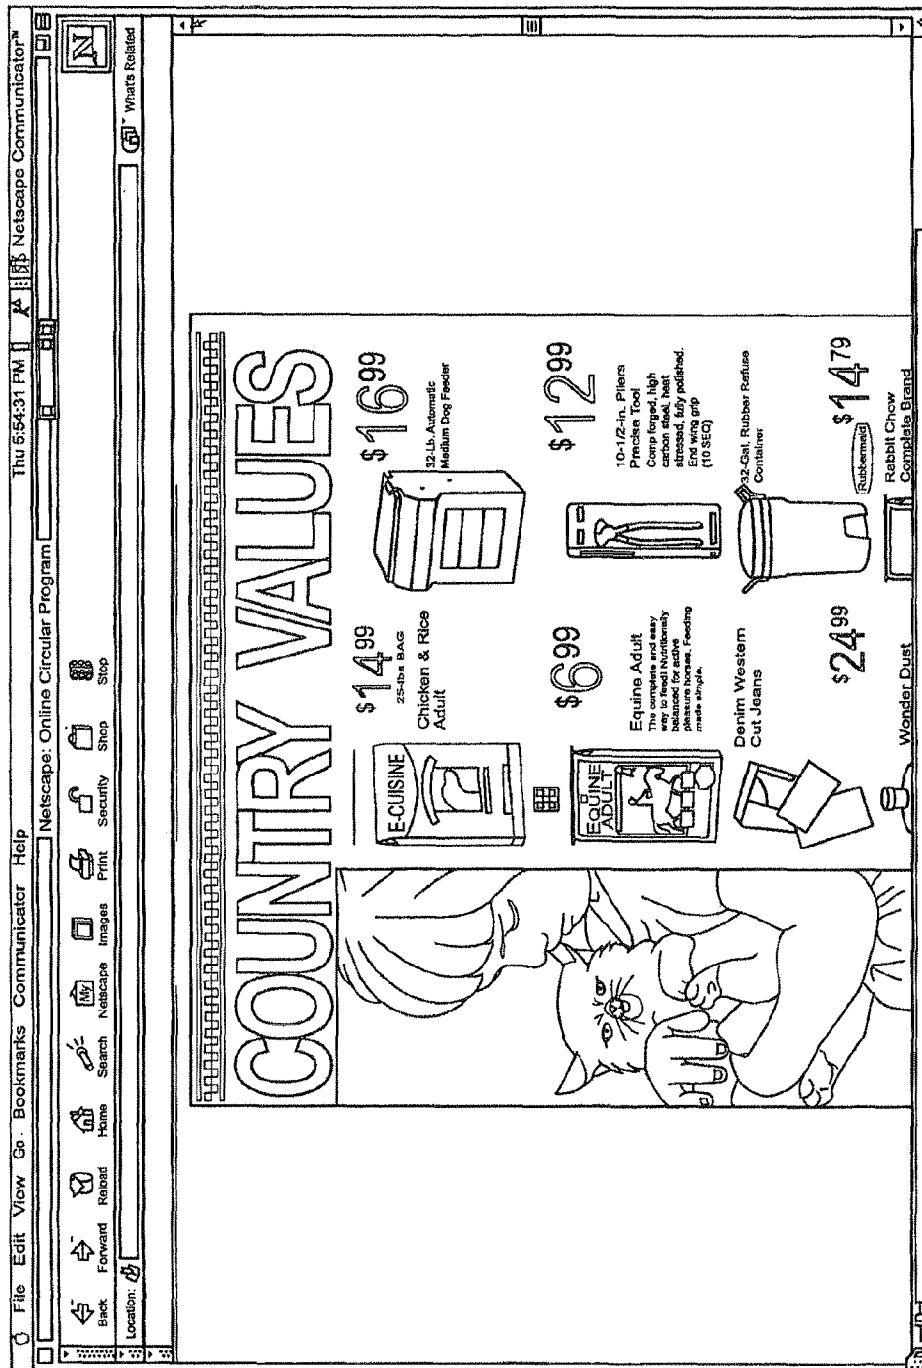 File Edit View Go Bookmarks Communicator Help
Thu 5:54:31 PM
Netscape Communicator™
Netscape: Online Circular Program
Back Forward Reload Home Search Netscape Images Print Security Shop Stop
My
N
Location:
What's Related
COUNTRY VALUES
E-CUISINE
$14 99
25-lbs BAG
Chicken & Rice
Adult
$16 99
32-Lb. Automatic
Medium Dog Feeder
EQUINE
ADULT
$6 99
Equine Adult
The complete and easy
way to feed! Nutritionally
balanced for active
pleasure horses. Feeding
made simple.
$12 99
10-1/2-in. Pliers
Precise Tool
Comp forged, high
carbon steel, heat
stressed, fully polished.
End wing grip
(10 SEC)
Denim Western
Cut Jeans
$24 99
32-Gal. Rubber Refuse
Container
Rubbermaid
$14 79
Wonder Dust
Rabbit Chow
Complete Brand